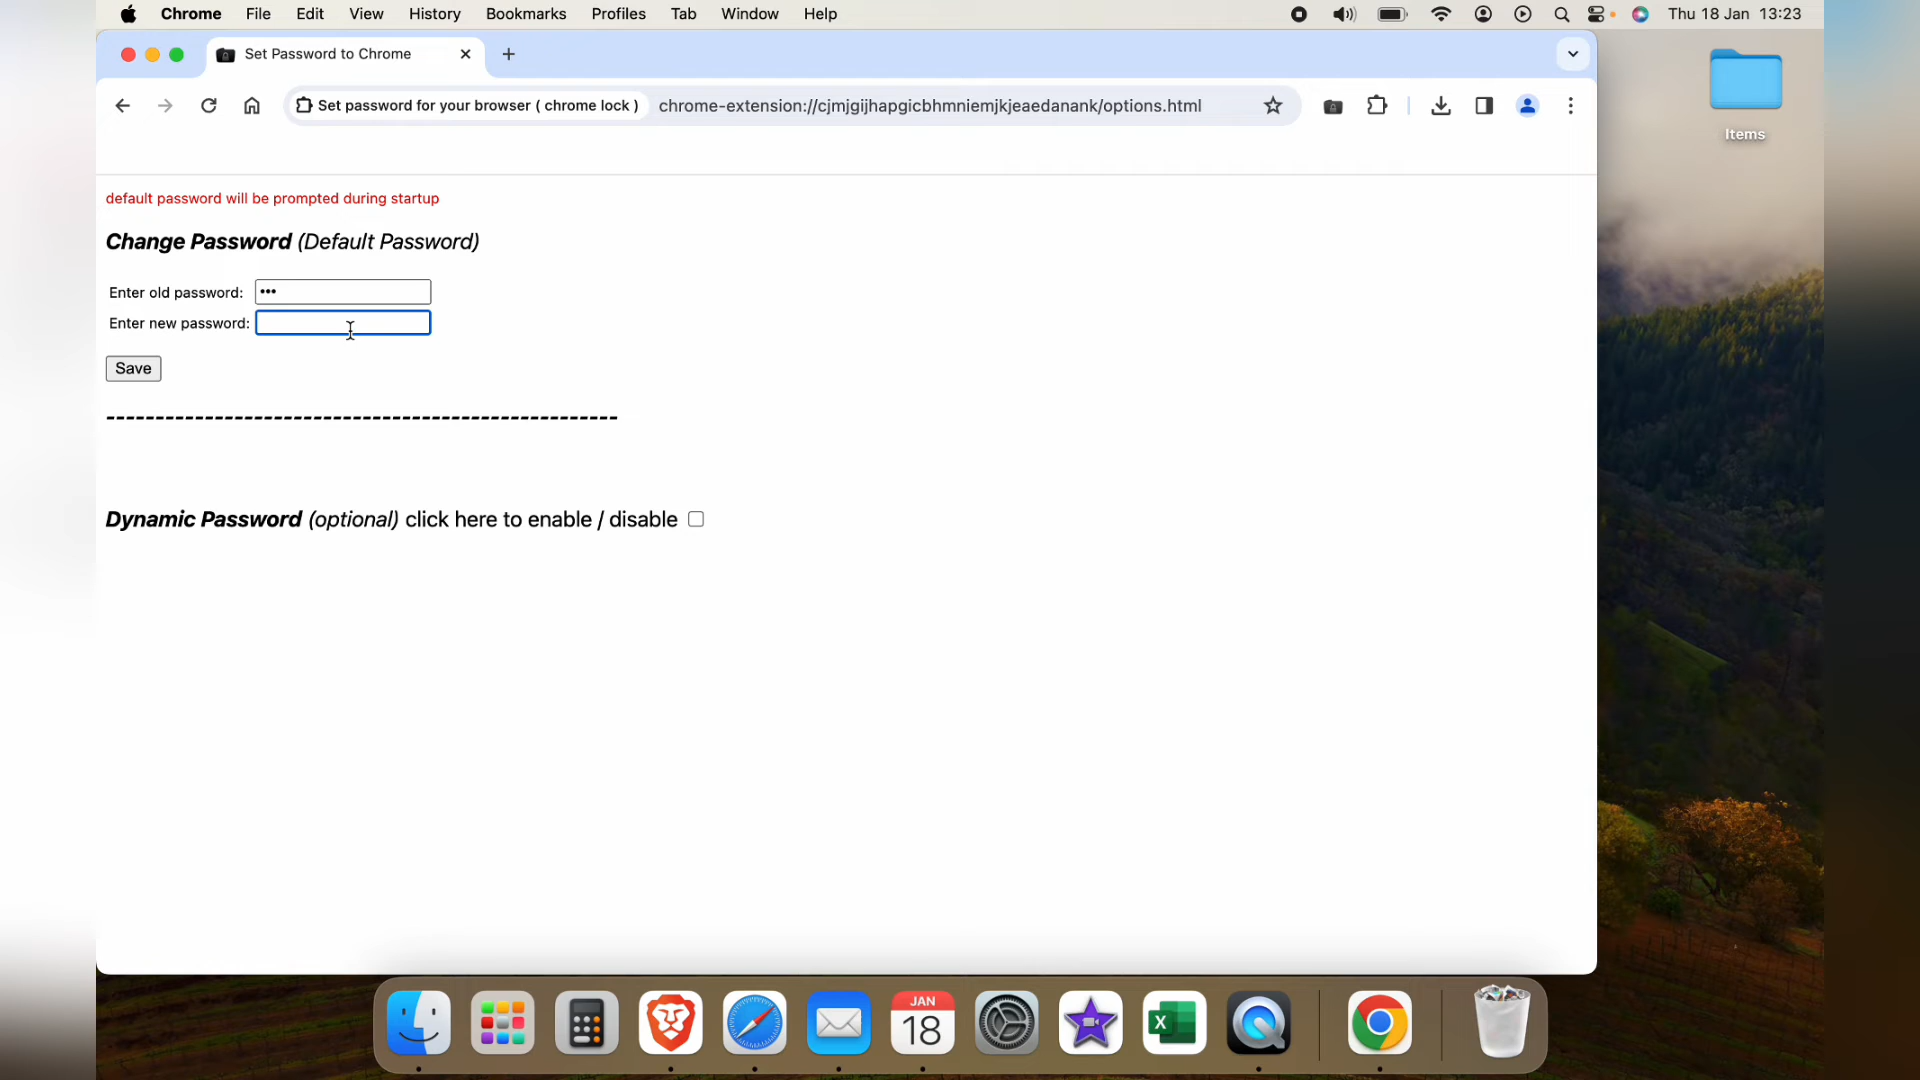 Chrome File Edit View History Bookmarks Profiles Tab Window Help Thu 18 Jan 13:23
Set Password to Chrome
Set password for your browser ( chrome lock ) chrome-extension://cjmjgijhapgicbhmniemjkjeaedanank/options.html
Items
default password will be prompted during startup
Change Password (Default Password)
Enter old password: •••
Enter new password:
Save
----------------------------------------------------
Dynamic Password (optional) click here to enable / disable
JAN
18
X